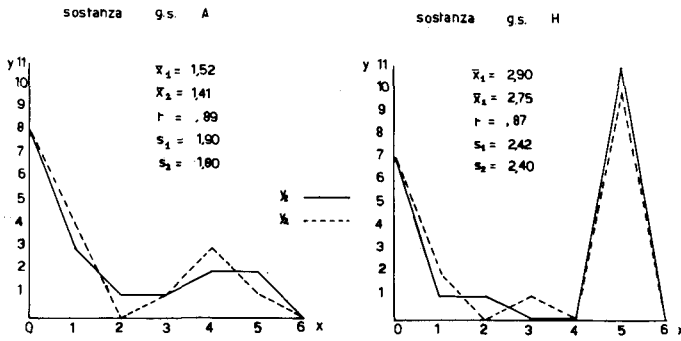 sostanza g.s. A
y 11
10
9
8
7
6
5
4
3
2
1
0 1 2 3 4 5 6 x
x̄₁ = 1,52
x̄₂ = 1,41
r = ,89
s₁ = 1,90
s₂ = 1,80
y₂
y₁
sostanza g.s. H
y 11
10
9
8
7
6
5
4
3
2
1
0 1 2 3 4 5 6 x
x̄₁ = 2,90
x̄₁ = 2,75
r = ,87
s₁ = 2,42
s₂ = 2,40